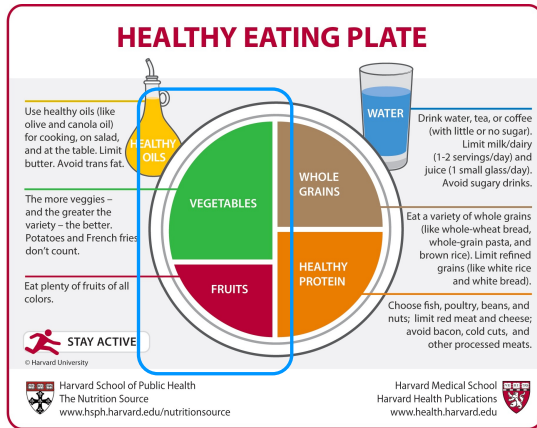 HEALTHY EATING PLATE
Use healthy oils (like
olive and canola oil)
for cooking, on salad,
and at the table. Limit
butter. Avoid trans fat.
HEALTHY
OILS
The more veggies –
and the greater the
variety – the better.
Potatoes and French fries
don't count.
Eat plenty of fruits of all
colors.
VEGETABLES
FRUITS
WHOLE
GRAINS
HEALTHY
PROTEIN
WATER
Drink water, tea, or coffee
(with little or no sugar).
Limit milk/dairy
(1-2 servings/day) and
juice (1 small glass/day).
Avoid sugary drinks.
Eat a variety of whole grains
(like whole-wheat bread,
whole-grain pasta, and
brown rice). Limit refined
grains (like white rice
and white bread).
Choose fish, poultry, beans, and
nuts; limit red meat and cheese;
avoid bacon, cold cuts, and
other processed meats.
STAY ACTIVE
© Harvard University
Harvard School of Public Health
The Nutrition Source
www.hsph.harvard.edu/nutritionsource
Harvard Medical School
Harvard Health Publications
www.health.harvard.edu